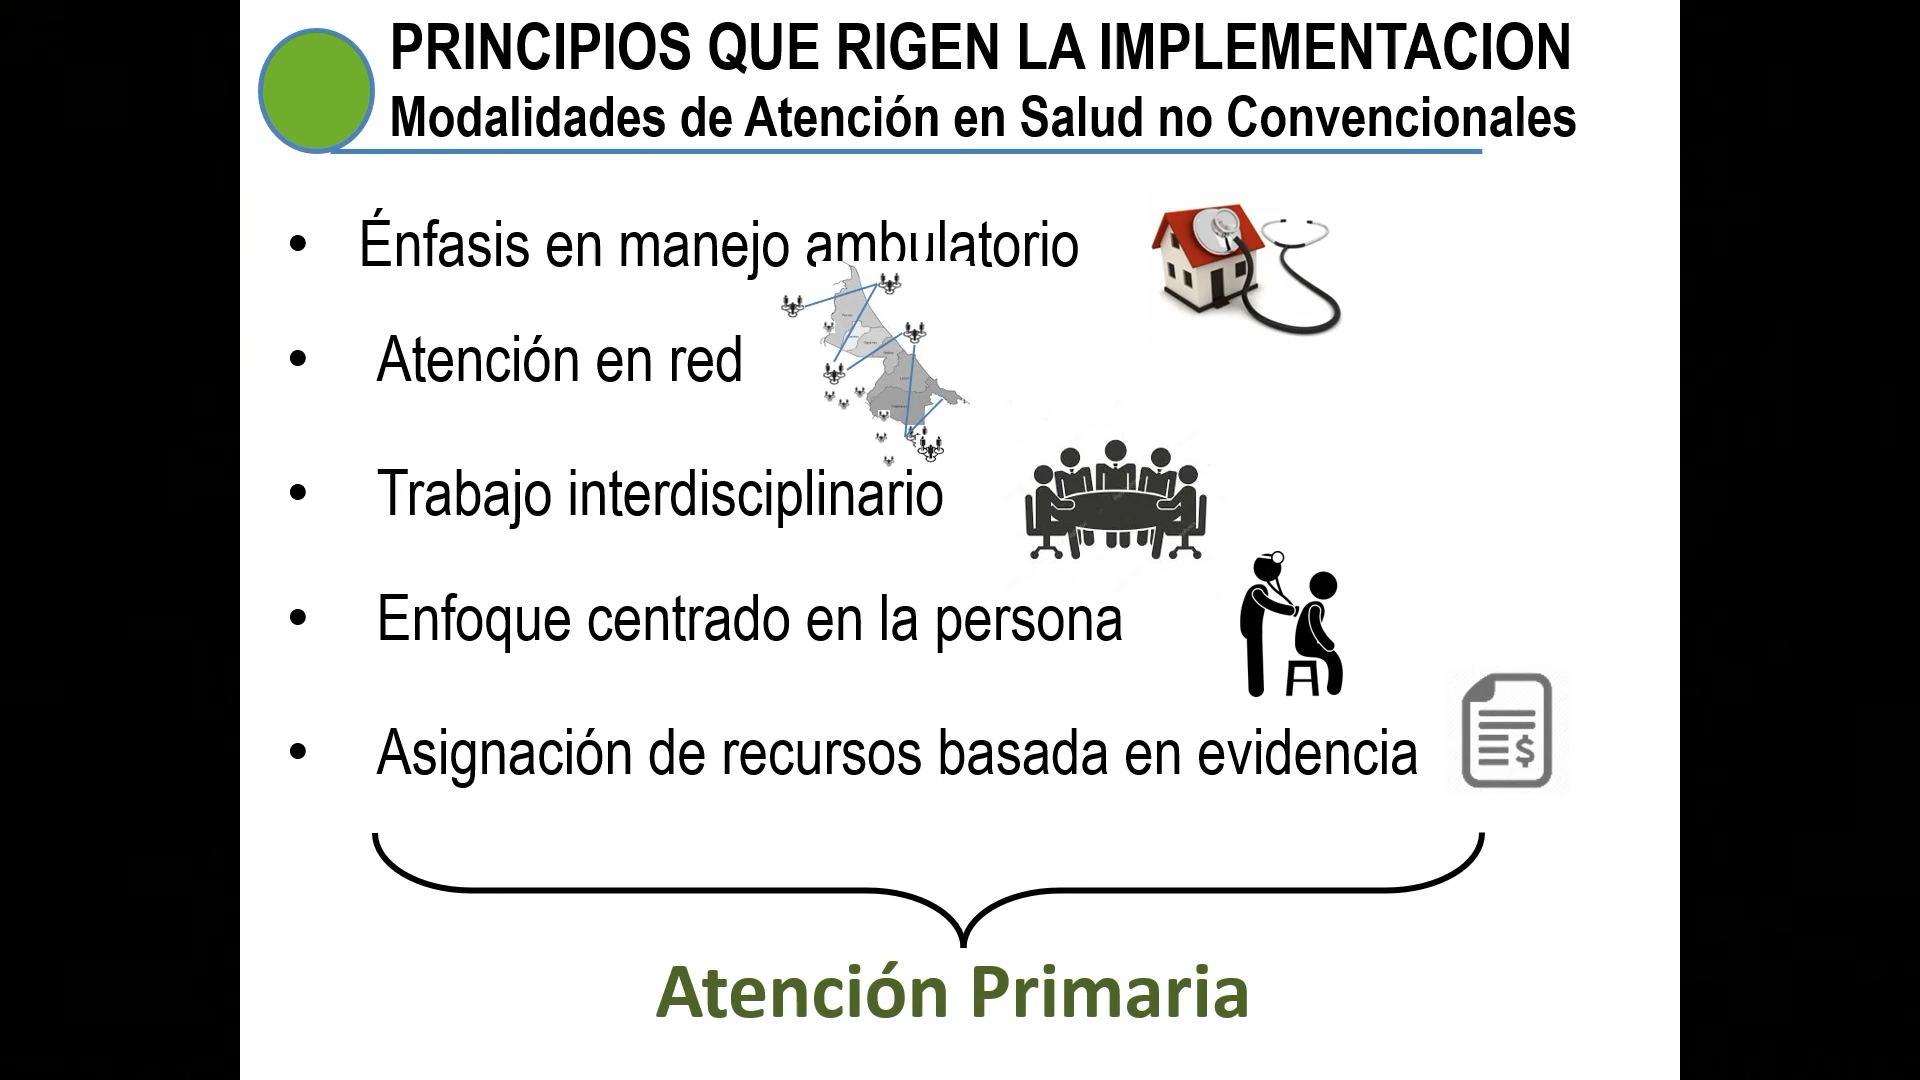 PRINCIPIOS QUE RIGEN LA IMPLEMENTACION
Modalidades de Atención en Salud no Convencionales
• Énfasis en manejo ambulatorio
• Atención en red
• Trabajo interdisciplinario
• Enfoque centrado en la persona
• Asignación de recursos basada en evidencia
$
Atención Primaria